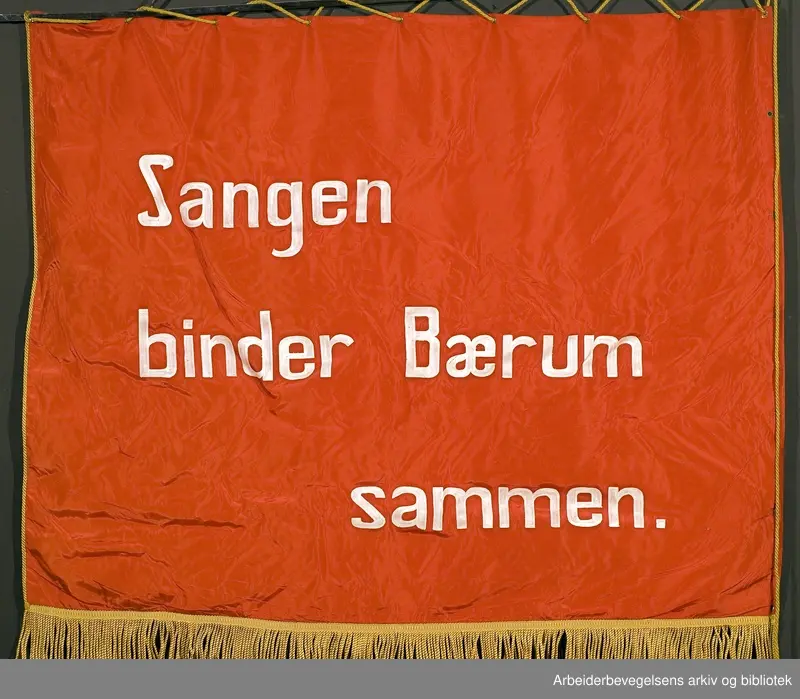 Sangen
binder Bærum
sammen.
Arbeiderbevegelsens arkiv og bibliotek